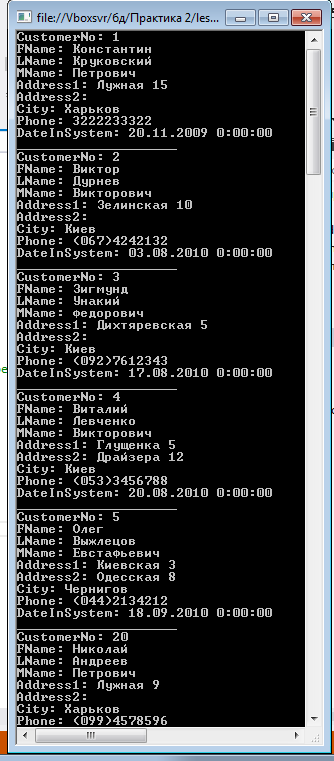 file://Vboxsvr/бд/Практика 2/les...
CustomerNo: 1
FName: Константин
LName: Круковский
MName: Петрович
Address1: Лужная 15
Address2:
City: Харьков
Phone: 3222233322
DateInSystem: 20.11.2009 0:00:00
____________________
CustomerNo: 2
FName: Виктор
LName: Дурнев
MName: Викторович
Address1: Зелинская 10
Address2:
City: Киев
Phone: (067)4242132
DateInSystem: 03.08.2010 0:00:00
____________________
CustomerNo: 3
FName: Зигмунд
LName: Унакий
MName: федорович
Address1: Дихтяревская 5
Address2:
City: Киев
Phone: (092)7612343
DateInSystem: 17.08.2010 0:00:00
____________________
CustomerNo: 4
FName: Виталий
LName: Левченко
MName: Викторович
Address1: Глущенка 5
Address2: Драйзера 12
City: Киев
Phone: (053)3456788
DateInSystem: 20.08.2010 0:00:00
____________________
CustomerNo: 5
FName: Олег
LName: Выжлецов
MName: Евстафьевич
Address1: Киевская 3
Address2: Одесская 8
City: Чернигов
Phone: (044)2134212
DateInSystem: 18.09.2010 0:00:00
____________________
CustomerNo: 20
FName: Николай
LName: Андреев
MName: Петрович
Address1: Лужная 9
Address2:
City: Харьков
Phone: (099)4578596